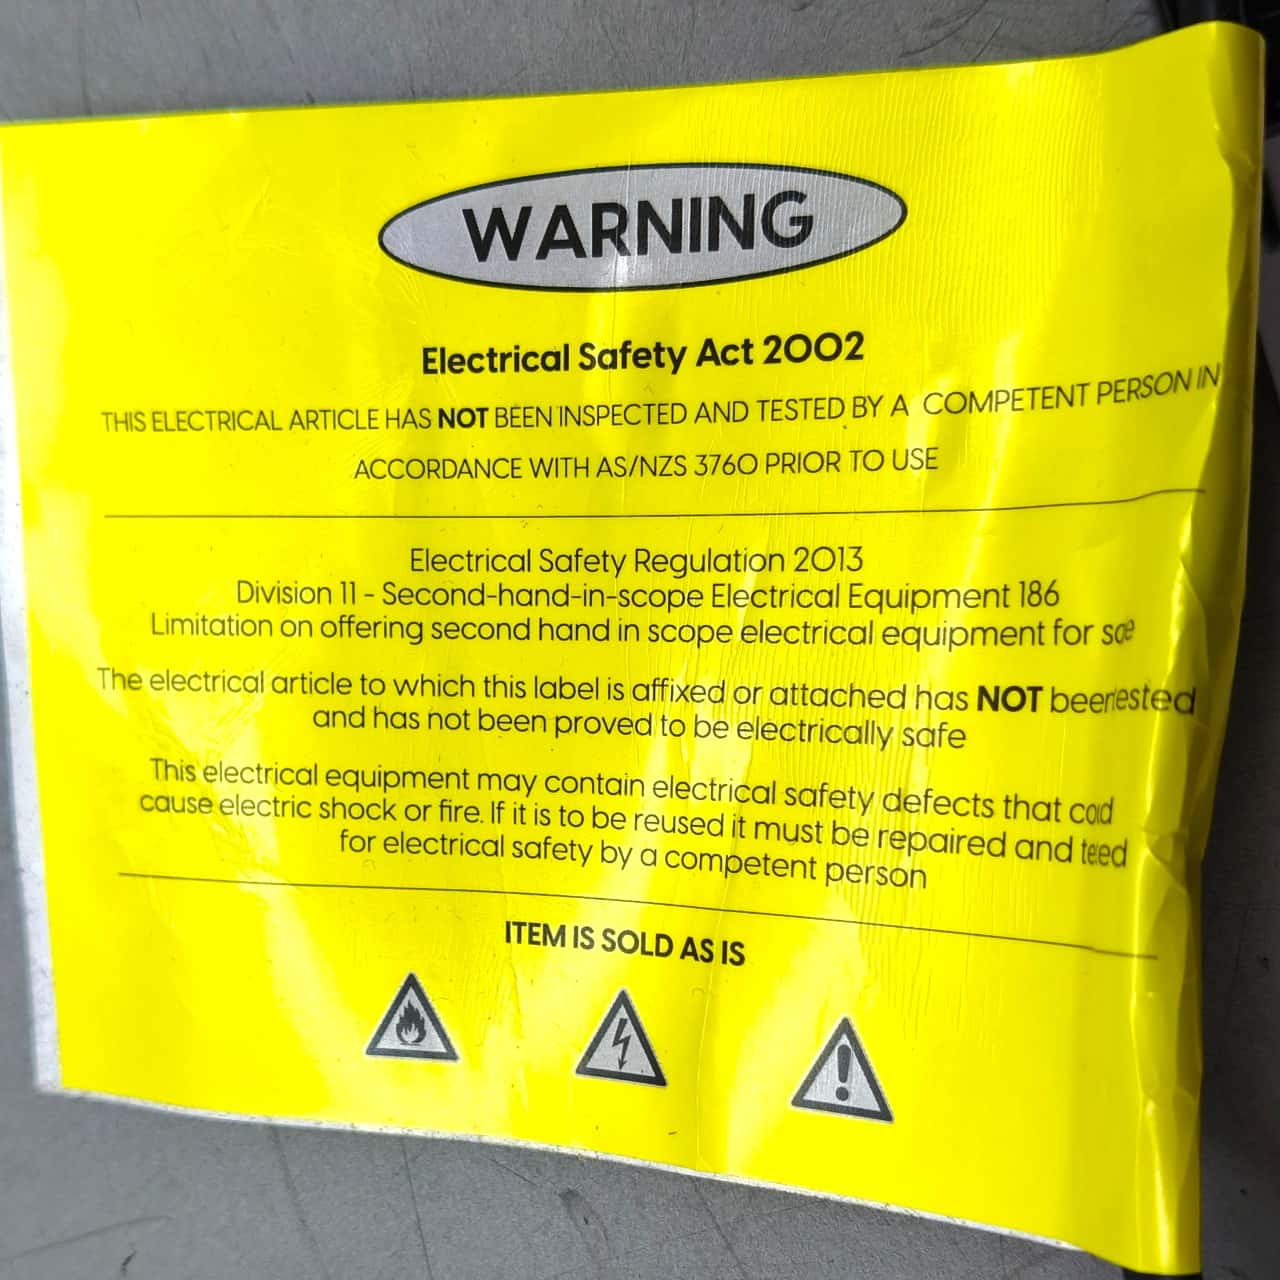 WARNING
Electrical Safety Act 2002
THIS ELECTRICAL ARTICLE HAS NOT BEEN INSPECTED AND TESTED BY A COMPETENT PERSON IN
ACCORDANCE WITH AS/NZS 3760 PRIOR TO USE
Electrical Safety Regulation 2013
Division 11 - Second-hand-in-scope Electrical Equipment 186
Limitation on offering second hand in scope electrical equipment for
The electrical article to which this label is affixed or attached has NOT been tested
and has not been proved to be electrically safe
This electrical equipment may contain electrical safety defects that
cause electric shock or fire. If it is to be reused it must be repaired and
for electrical safety by a competent person
ITEM IS SOLD AS IS